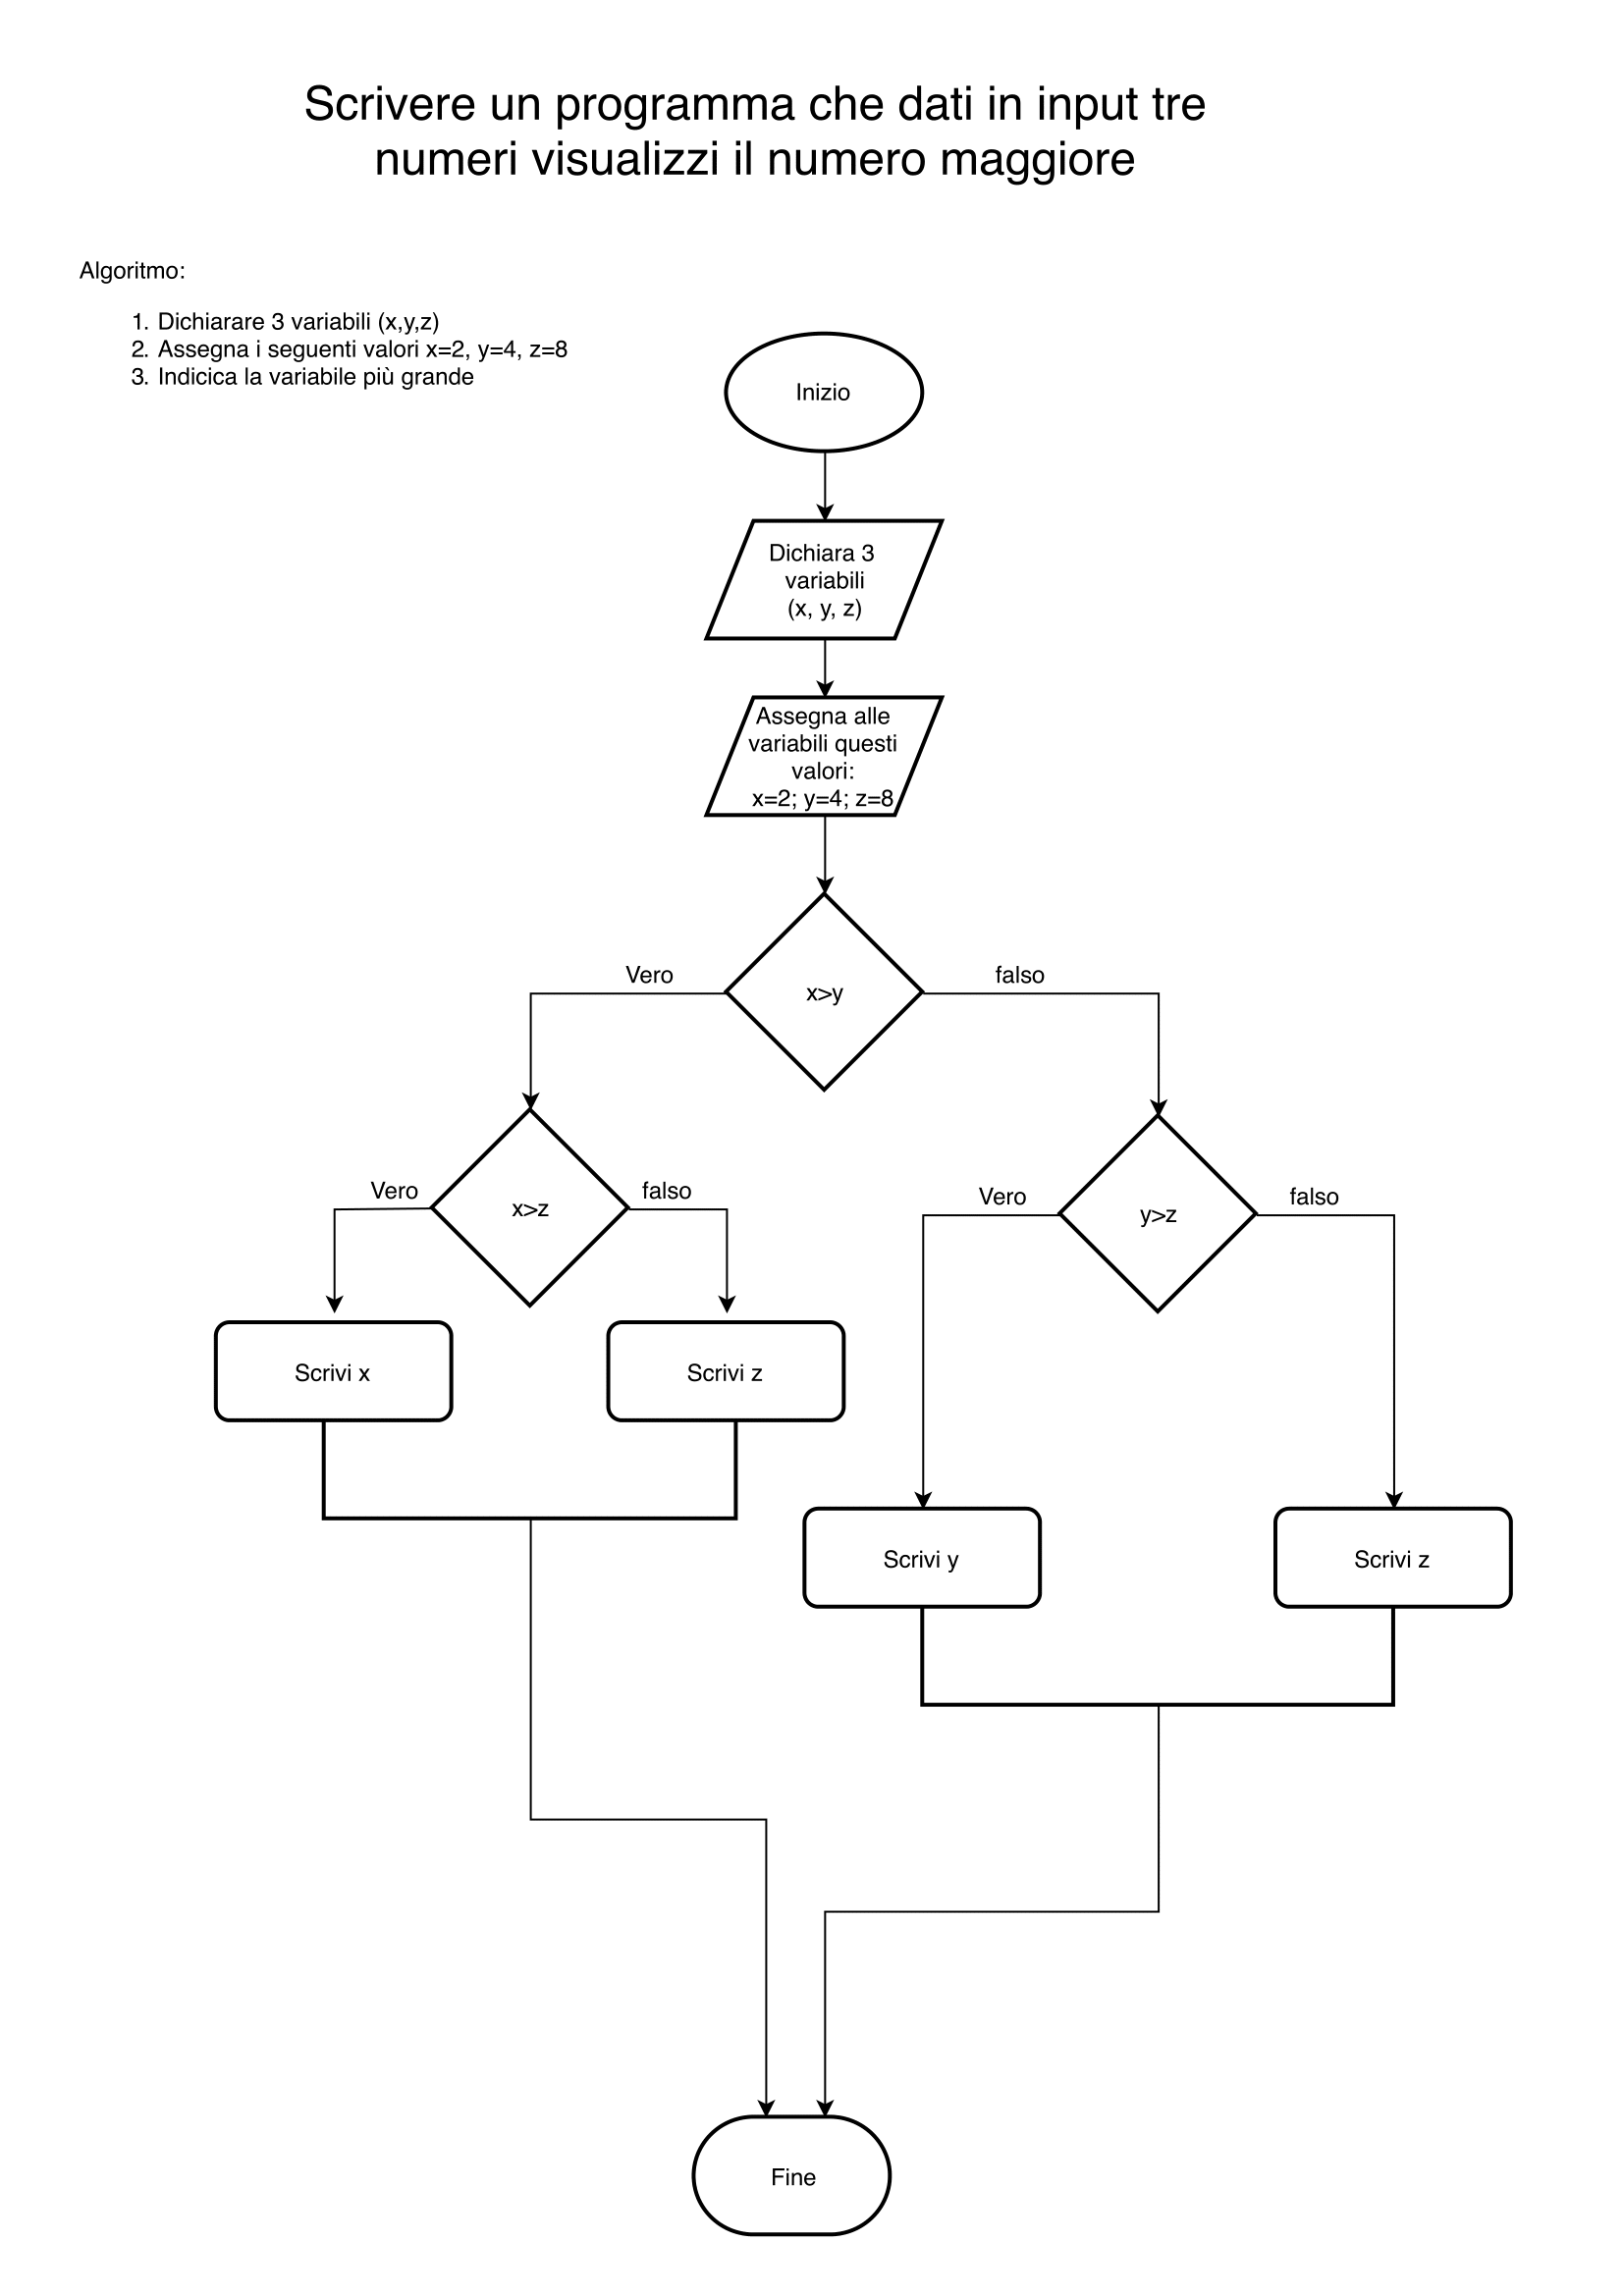 Scrivere un programma che dati in input tre
numeri visualizzi il numero maggiore
Algoritmo:
1. Dichiarare 3 variabili (x,y,z)
2. Assegna i seguenti valori x=2, y=4, z=8
3. Indicica la variabile più grande
Inizio
Dichiara 3
variabili
(x, y, z)
Assegna alle
variabili questi
valori:
x=2; y=4; z=8
Vero
falso
x>y
Vero
falso
x>z
Vero
falso
y>z
Scrivi x
Scrivi z
Scrivi y
Scrivi z
Fine